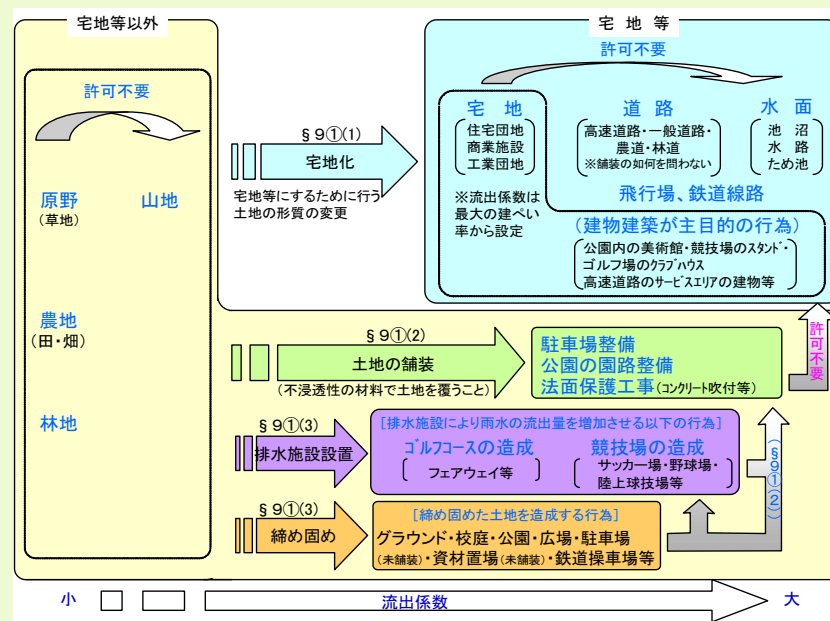 宅地等以外
宅 地 等
許可不要
許可不要
原野
(草地)
山地
農地
(田・畑)
林地
§9①(1)
宅地化
宅地等にするために行う
土地の形質の変更
宅 地
住宅団地
商業施設
工業団地
※流出係数は
最大の建ぺい
率から設定
道 路
高速道路・一般道路・
農道・林道
※舗装の如何を問わない
水 面
池 沼
水 路
ため池
飛行場、鉄道線路
(建物建築が主目的の行為)
公園内の美術館・競技場のスタンド・
ゴルフ場のクラブハウス
高速道路のサービスエリアの建物等
§9①(2)
土地の舗装
(不浸透性の材料で土地を覆うこと)
駐車場整備
公園の園路整備
法面保護工事(コンクリート吹付等)
許可不要
§9①(3)
排水施設設置
[排水施設により雨水の流出量を増加させる以下の行為]
ゴルフコースの造成
フェアウェイ等
競技場の造成
サッカー場・野球場・
陸上球技場等
(§9①(2))
§9①(3)
締め固め
[締め固めた土地を造成する行為]
グラウンド・校庭・公園・広場・駐車場
(未舗装)・資材置場(未舗装)・鉄道操車場等
小
流出係数
大